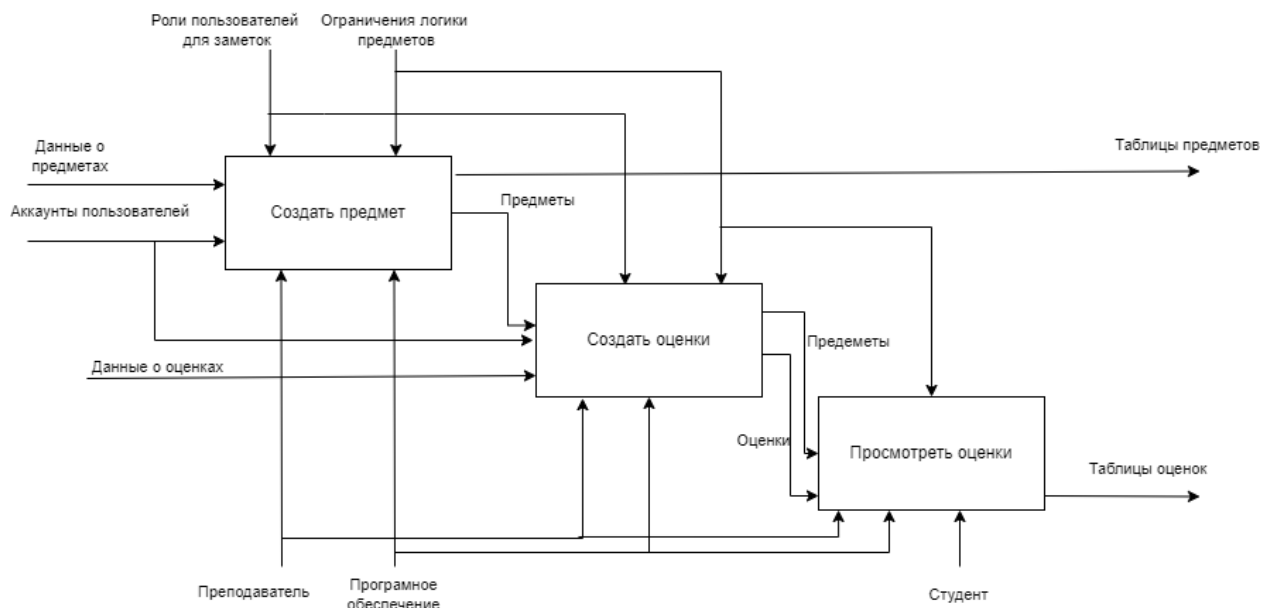 Роли пользователей
для заметок
Ограничения логики
предметов
Данные о
предметах
Таблицы предметов
Аккаунты пользователей
Создать предмет
Предметы
Создать оценки
Предеметы
Данные о оценках
Оценки
Просмотреть оценки
Таблицы оценок
Преподаватель
Програмное
обеспечение
Студент